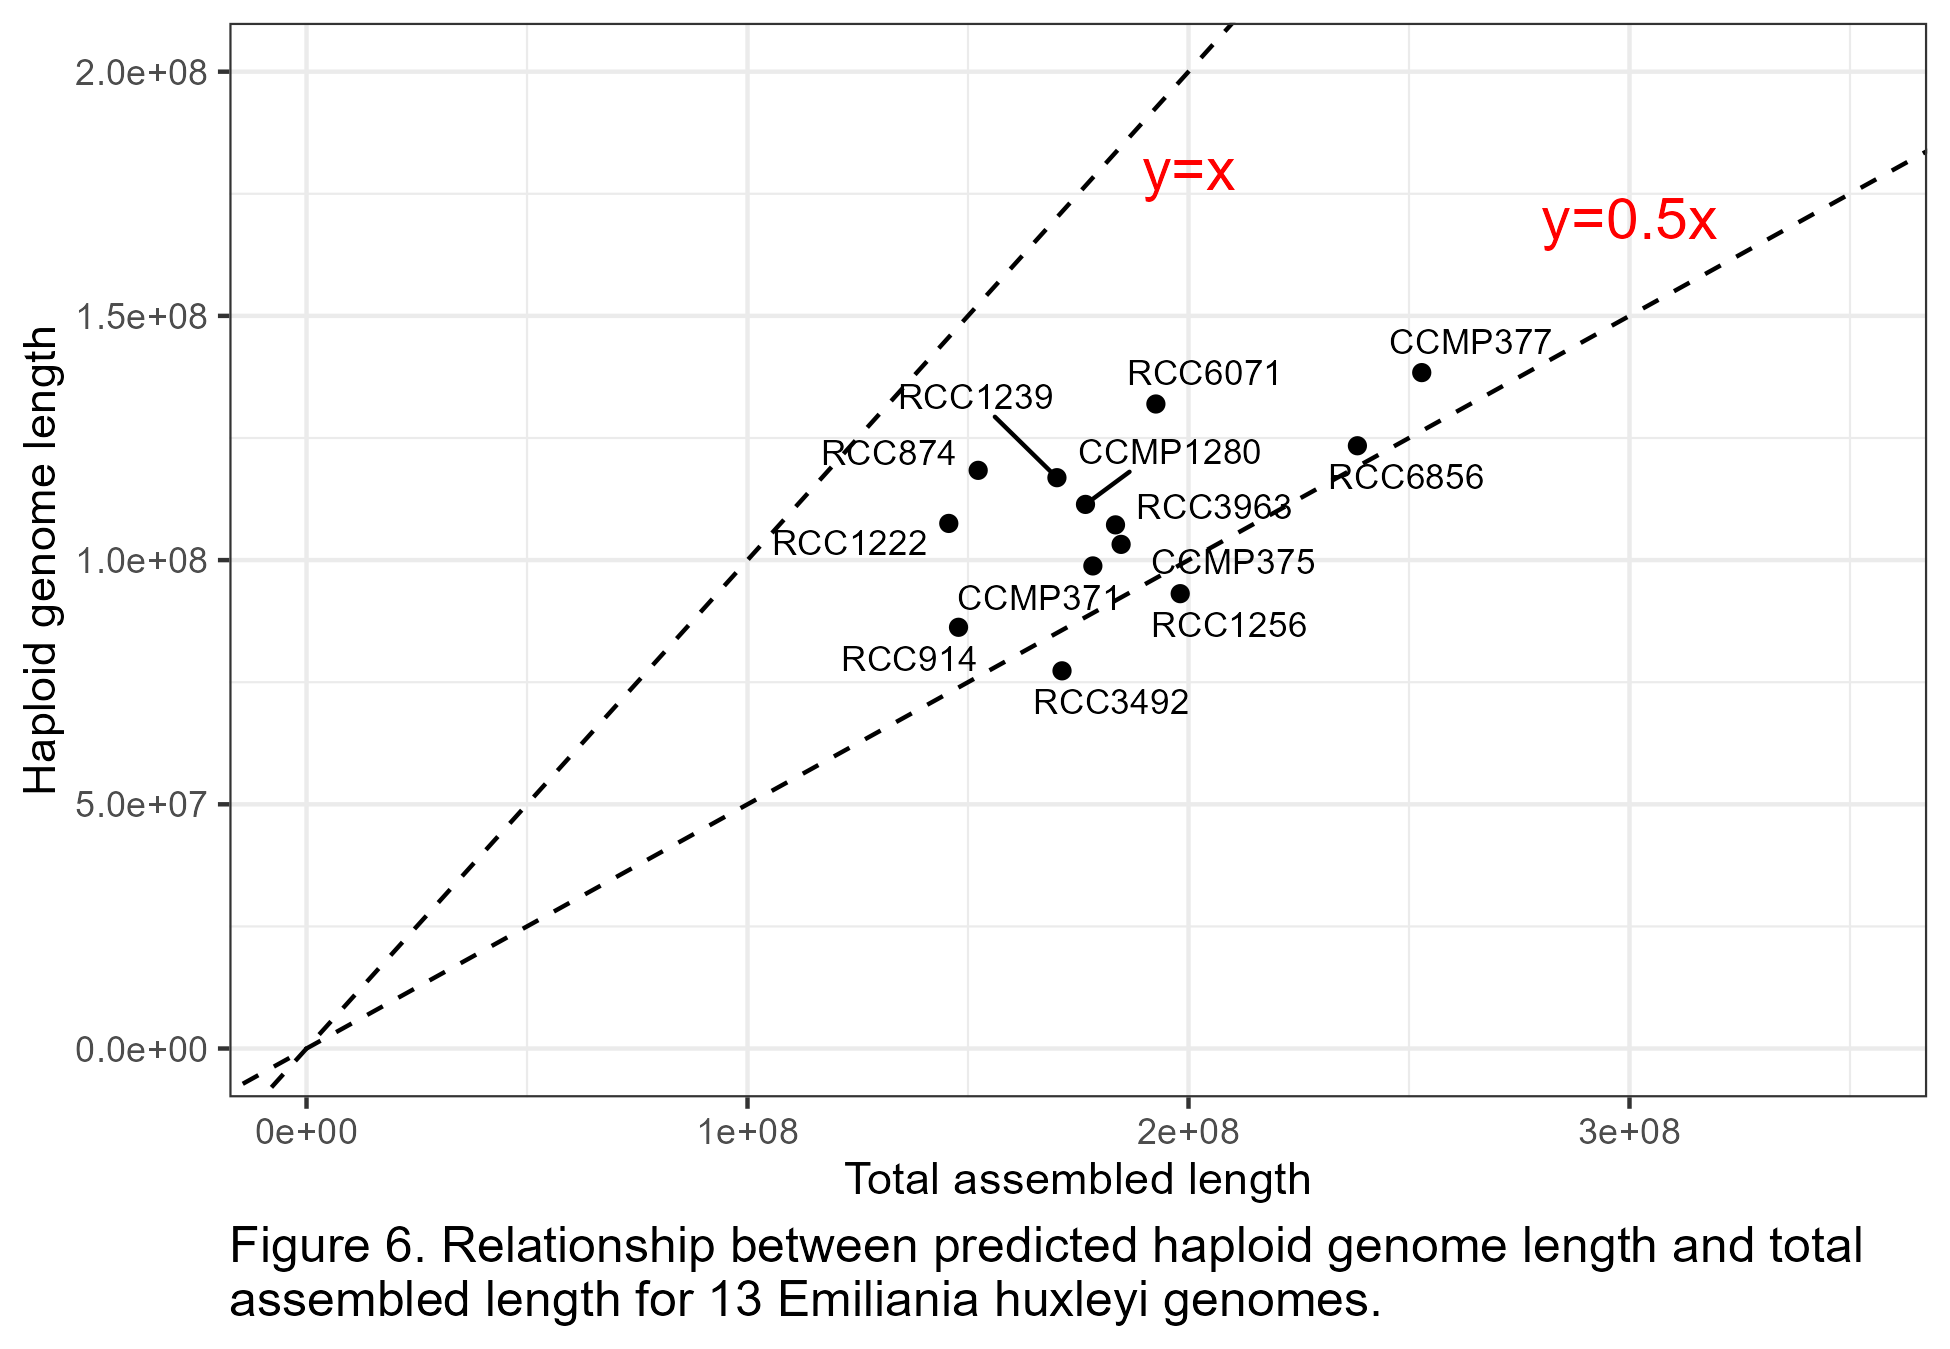 2.0e+08
y=x
y=0.5x
1.5e+08
CCMP377
RCC6071
RCC1239
CCMP1280
RCC874
RCC6856
RCC3963
RCC1222
1.0e+08
CCMP375
CCMP371
RCC1256
RCC914
RCC3492
Haploid genome length
5.0e+07
0.0e+00
0e+00
1e+08
2e+08
3e+08
Total assembled length
Figure 6. Relationship between predicted haploid genome length and total
assembled length for 13 Emiliania huxleyi genomes.